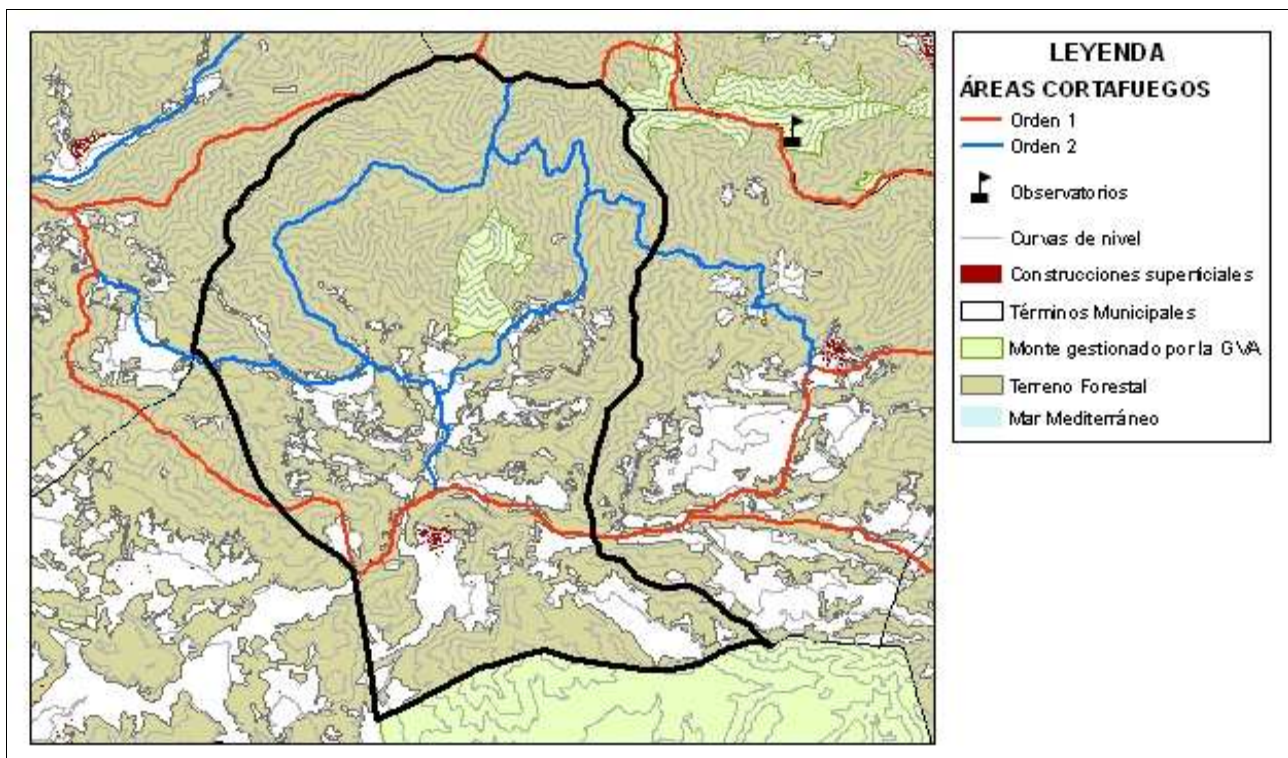 LEYENDA
ÁREAS CORTAFUEGOS
Orden 1
Orden 2
Observatorios
Curvas de nivel
Construcciones superficiales
Términos Municipales
Monte gestionado por la GVA
Terreno Forestal
Mar Mediterráneo